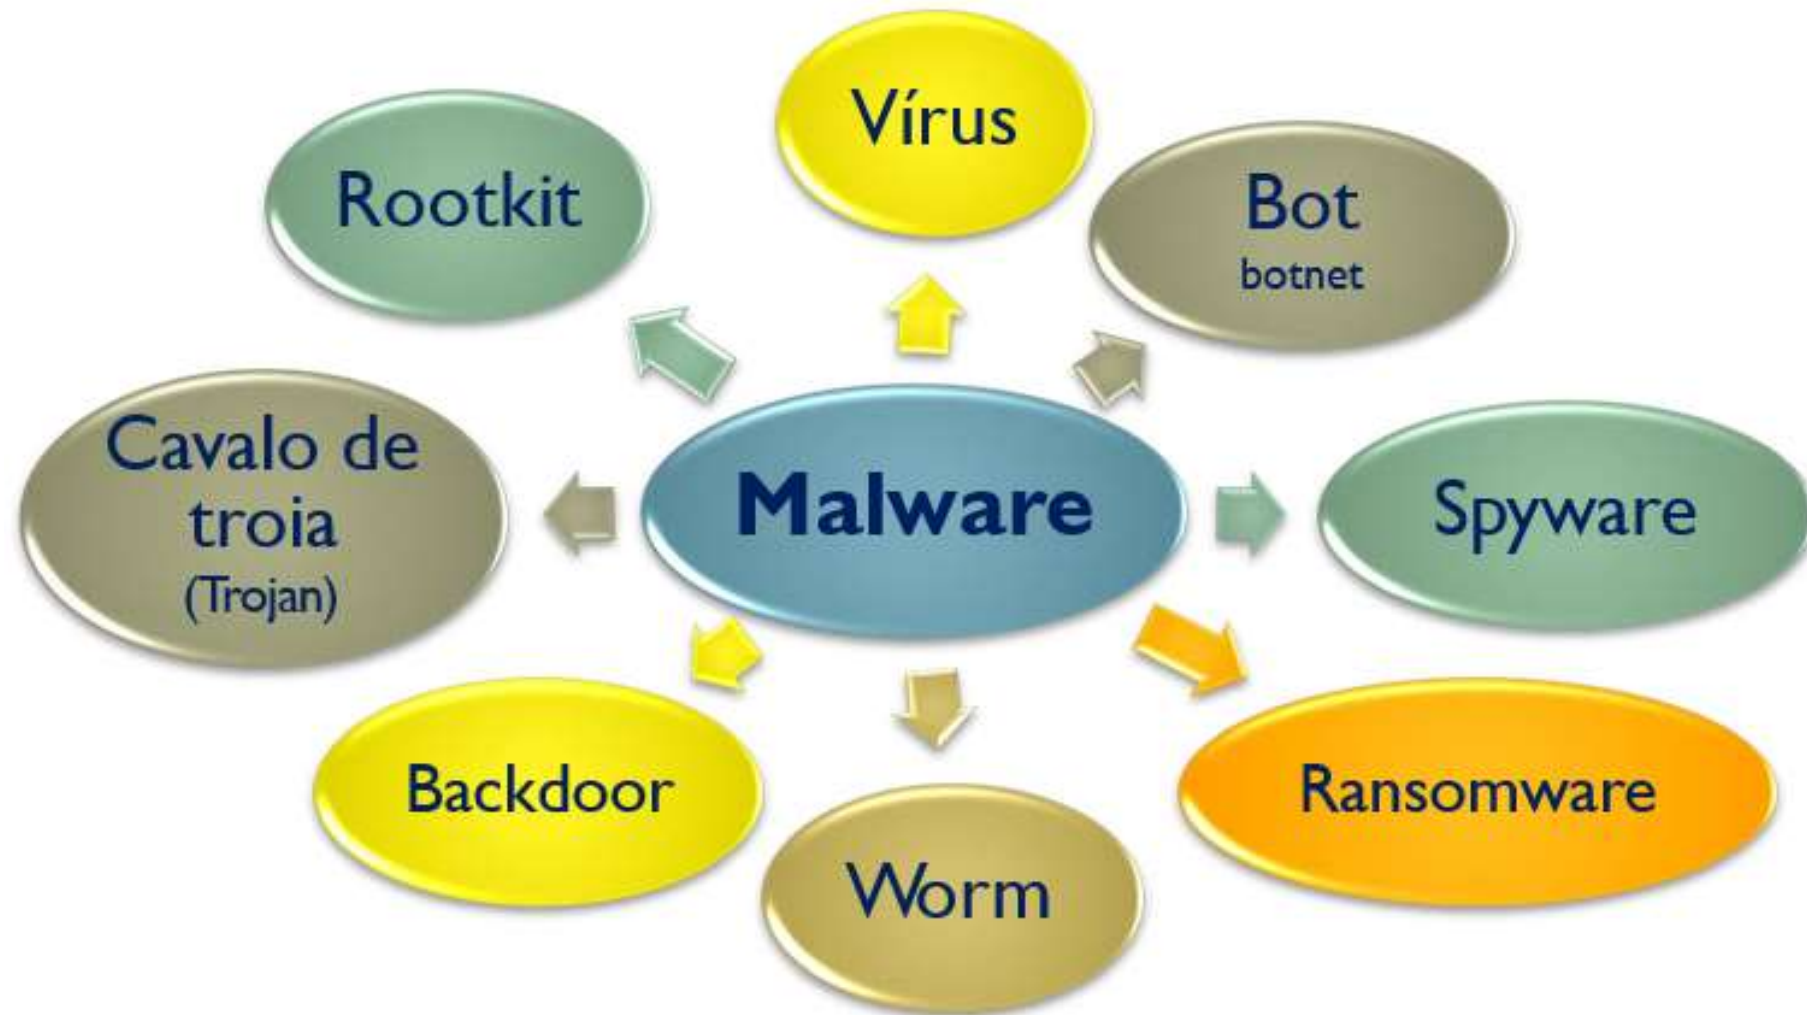 Vírus
Rootkit
Bot
botnet
Cavalo de
troia
(Trojan)
Malware
Spyware
Backdoor
Ransomware
Worm